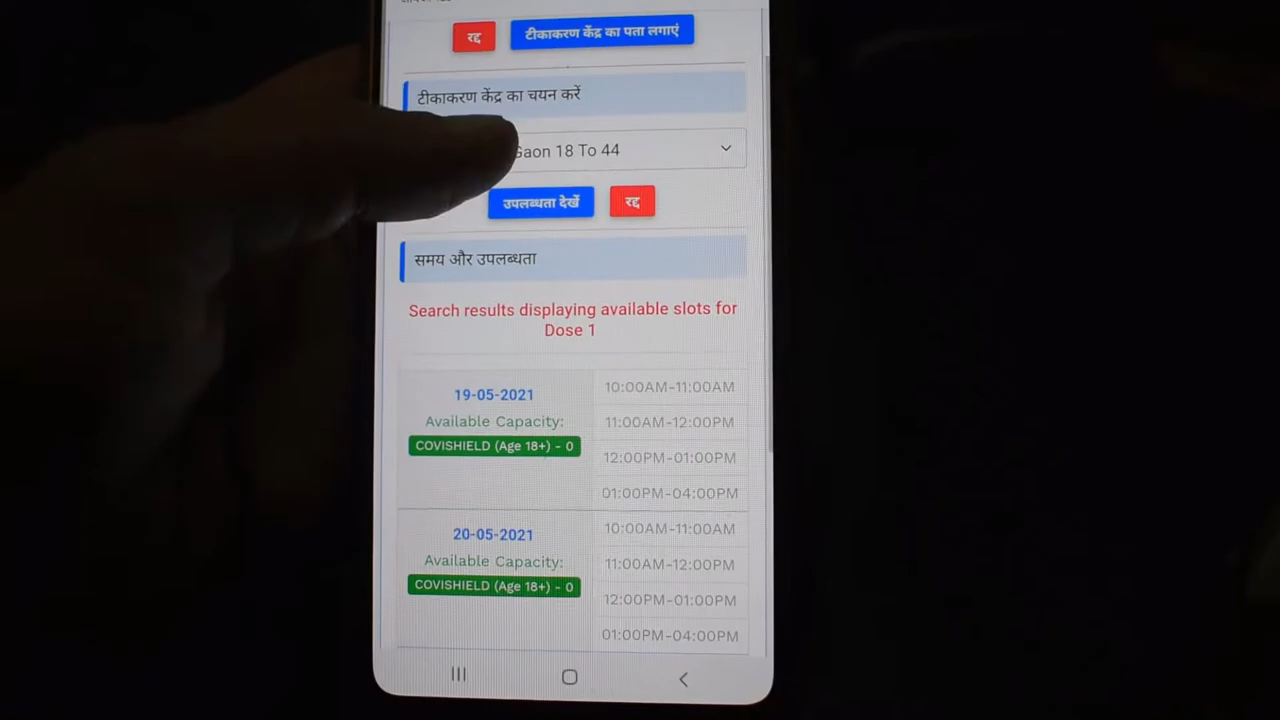 रद्द
टीकाकरण केंद्र का पता लगाएं
टीकाकरण केंद्र का चयन करें
Gaon 18 To 44
उपलब्धता देखें
रद्द
समय और उपलब्धता
Search results displaying available slots for
Dose 1
19-05-2021
Available Capacity:
COVISHIELD (Age 18+) - 0
10:00AM-11:00AM
11:00AM-12:00PM
12:00PM-01:00PM
01:00PM-04:00PM
20-05-2021
Available Capacity:
COVISHIELD (Age 18+) - 0
10:00AM-11:00AM
11:00AM-12:00PM
12:00PM-01:00PM
01:00PM-04:00PM